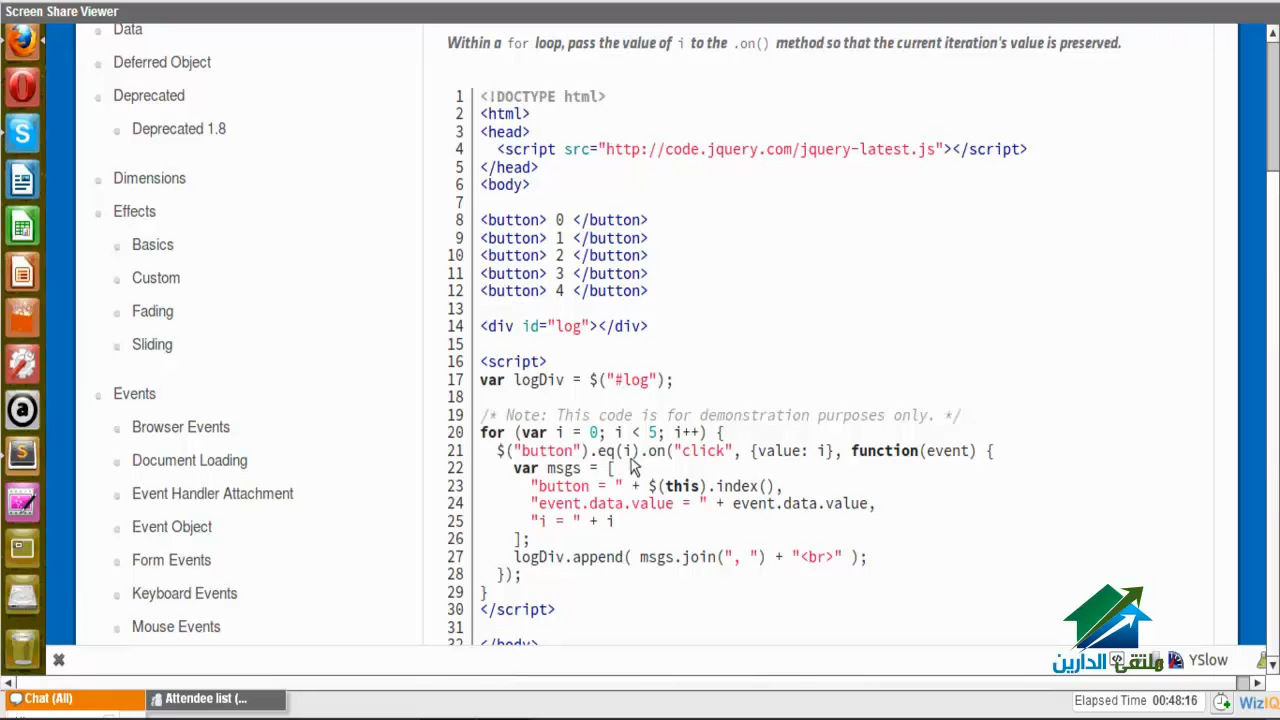 Screen Share Viewer
Data
Deferred Object
Deprecated
Deprecated 1.8
Dimensions
Effects
Basics
Custom
Fading
Sliding
Events
Browser Events
Document Loading
Event Handler Attachment
Event Object
Form Events
Keyboard Events
Mouse Events
Within a for loop, pass the value of i to the .on() method so that the current iteration's value is preserved.
1 <!DOCTYPE html>
2 <html>
3 <head>
4 <script src="http://code.jquery.com/jquery-latest.js"></script>
5 </head>
6 <body>
7
8 <button> 0 </button>
9 <button> 1 </button>
10 <button> 2 </button>
11 <button> 3 </button>
12 <button> 4 </button>
13
14 <div id="log"></div>
15
16 <script>
17 var logDiv = $("#log");
18
19 /* Note: This code is for demonstration purposes only. */
20 for (var i = 0; i < 5; i++) {
21 $("button").eq(i).on("click", {value: i}, function(event) {
22 var msgs = [
23 "button = " + $(this).index(),
24 "event.data.value = " + event.data.value,
25 "i = " + i
26 ];
27 logDiv.append( msgs.join(", ") + "<br>" );
28 });
29 }
30 </script>
31
32 </body>
ملتقى الدارين
YSlow
Chat (All)
Attendee list (...
Elapsed Time 00:48:16
WizIQ